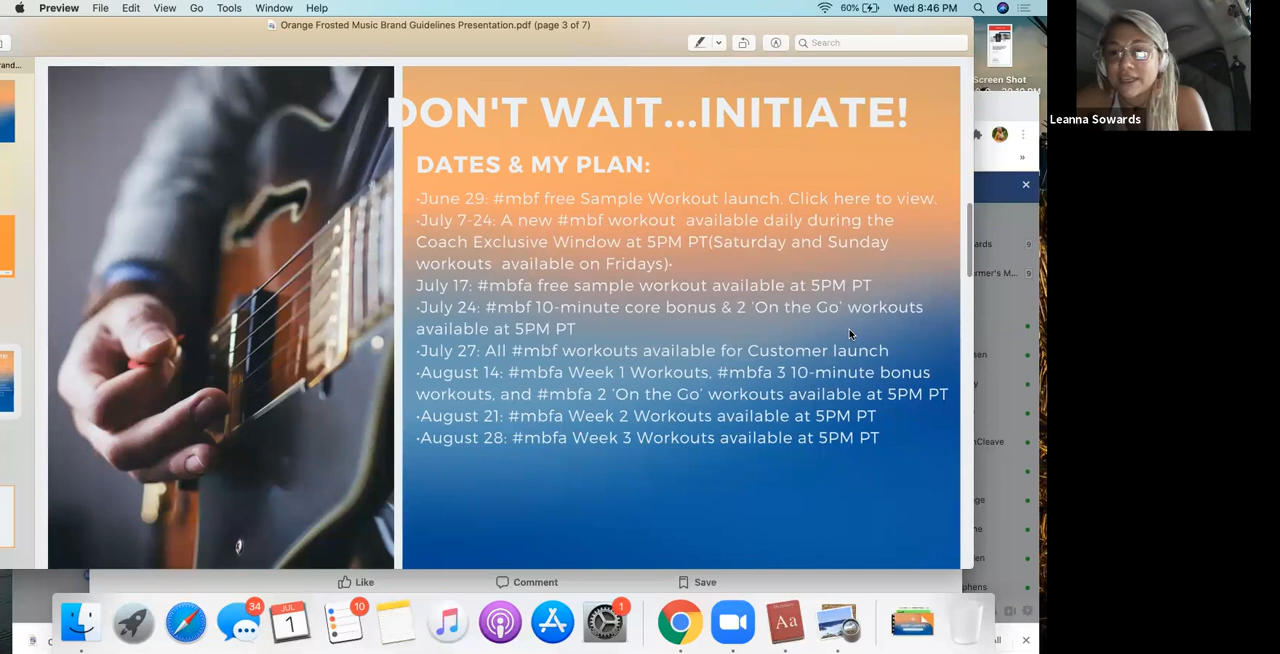 Preview File Edit View Go Tools Window Help
60% Wed 8:46 PM
Orange Frosted Music Brand Guidelines Presentation.pdf (page 3 of 7)
Search
Screen Shot
Leanna Sowards
DON'T WAIT...INITIATE!
DATES & MY PLAN:
•June 29: #mbf free Sample Workout launch. Click here to view.
•July 7-24: A new #mbf workout available daily during the
Coach Exclusive Window at 5PM PT(Saturday and Sunday
workouts available on Fridays)•
July 17: #mbfa free sample workout available at 5PM PT
•July 24: #mbf 10-minute core bonus & 2 'On the Go' workouts
available at 5PM PT
•July 27: All #mbf workouts available for Customer launch
•August 14: #mbfa Week 1 Workouts, #mbfa 3 10-minute bonus
workouts, and #mbfa 2 'On the Go' workouts available at 5PM PT
•August 21: #mbfa Week 2 Workouts available at 5PM PT
•August 28: #mbfa Week 3 Workouts available at 5PM PT
Like Comment Save
34 JUL 1 10 1
Aa